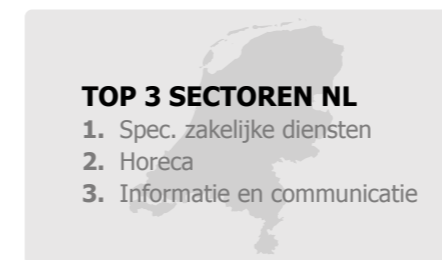 TOP 3 SECTOREN NL
1. Spec. zakelijke diensten
2. Horeca
3. Informatie en communicatie